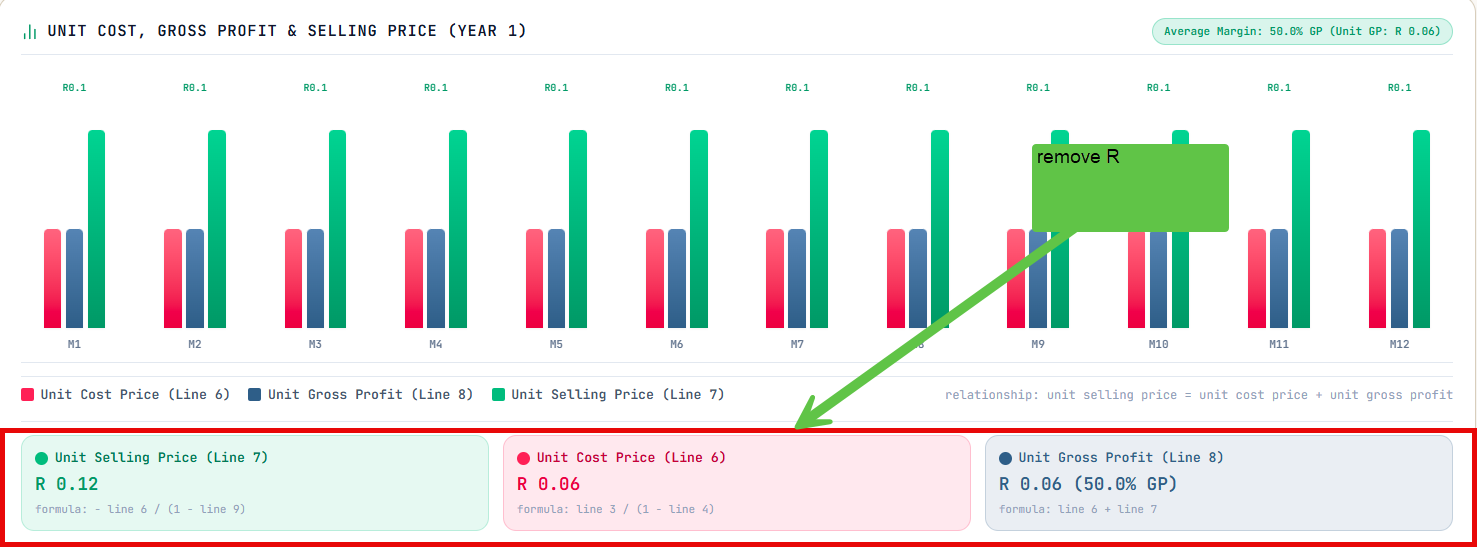 UNIT COST, GROSS PROFIT & SELLING PRICE (YEAR 1)
Average Margin: 50.0% GP (Unit GP: R 0.06)
R0.1 R0.1 R0.1 R0.1 R0.1 R0.1 R0.1 R0.1 R0.1 R0.1 R0.1 R0.1
remove R
M1 M2 M3 M4 M5 M6 M7 M9 M10 M11 M12
Unit Cost Price (Line 6) Unit Gross Profit (Line 8) Unit Selling Price (Line 7)
relationship: unit selling price = unit cost price + unit gross profit
Unit Selling Price (Line 7)
R 0.12
formula: - line 6 / (1 - line 9)
Unit Cost Price (Line 6)
R 0.06
formula: line 3 / (1 - line 4)
Unit Gross Profit (Line 8)
R 0.06 (50.0% GP)
formula: line 6 + line 7